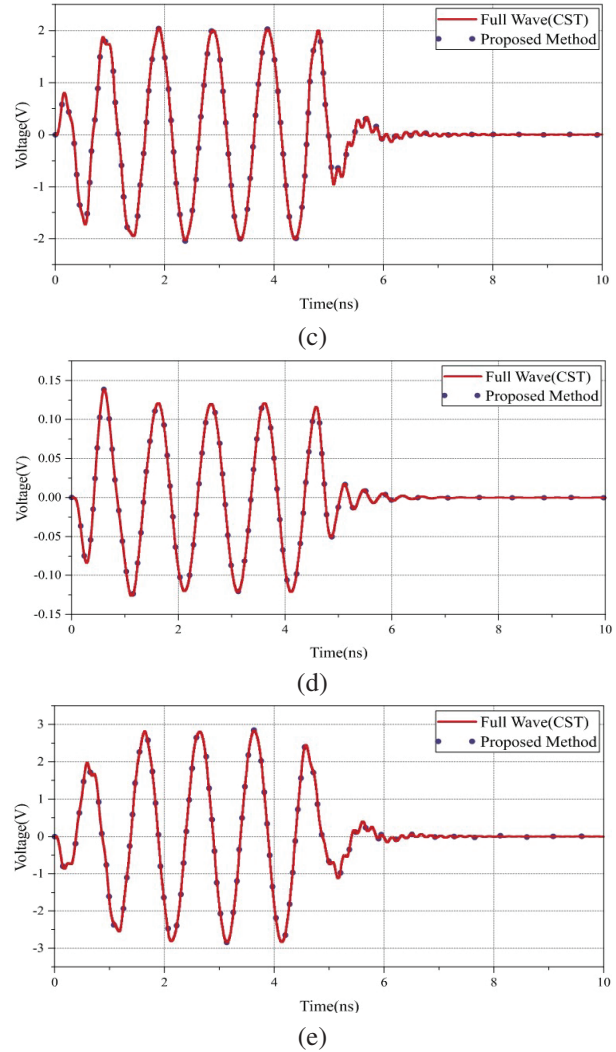 Full Wave(CST)
Proposed Method
2
1
0
-1
-2
Voltage(V)
0 2 4 6 8 10
Time(ns)
(c)
Full Wave(CST)
Proposed Method
0.15
0.10
0.05
0.00
-0.05
-0.10
-0.15
Voltage(V)
0 2 4 6 8 10
Time(ns)
(d)
Full Wave(CST)
Proposed Method
3
2
1
0
-1
-2
-3
Voltage(V)
0 2 4 6 8 10
Time(ns)
(e)